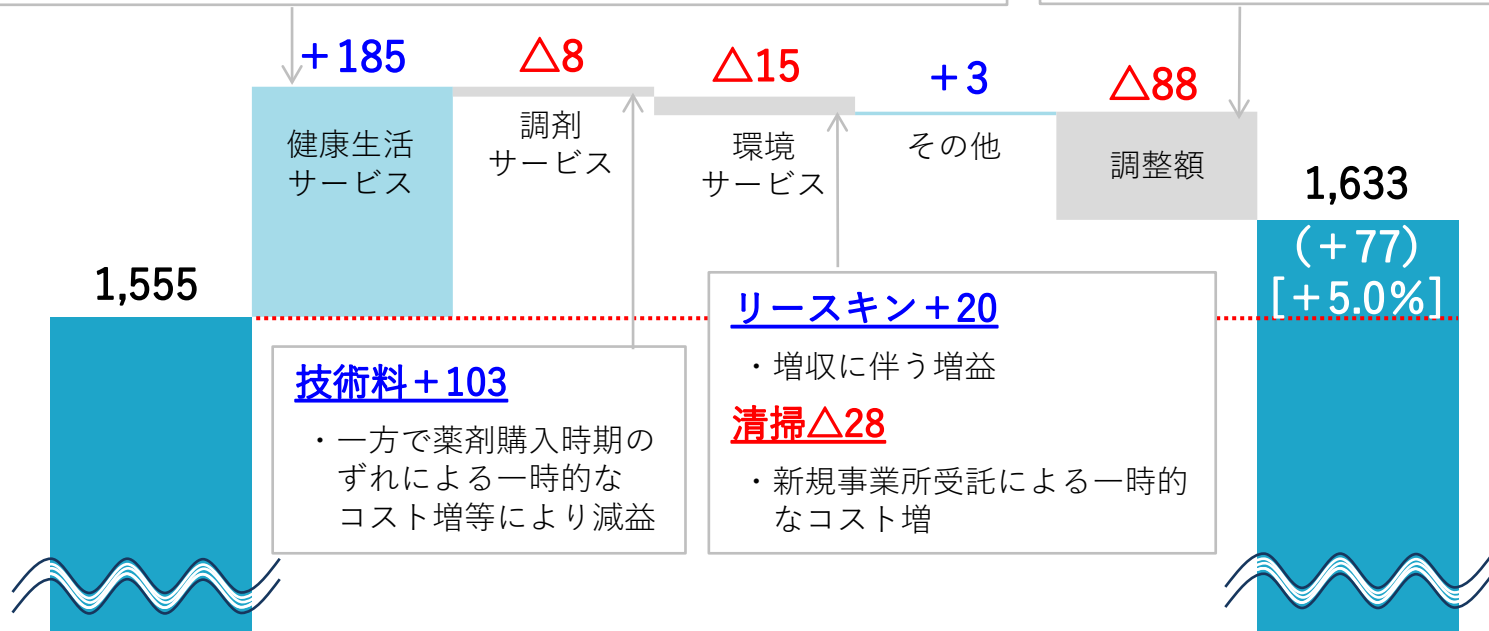 +185
△8
△15
+3
△88
健康生活
サービス
調剤
サービス
環境
サービス
その他
調整額
1,555
1,633
(+77)
[+5.0%]
技術料+103
・一方で薬剤購入時期の
ずれによる一時的な
コスト増等により減益
リースキン+20
・増収に伴う増益
清掃△28
・新規事業所受託による一時的
なコスト増